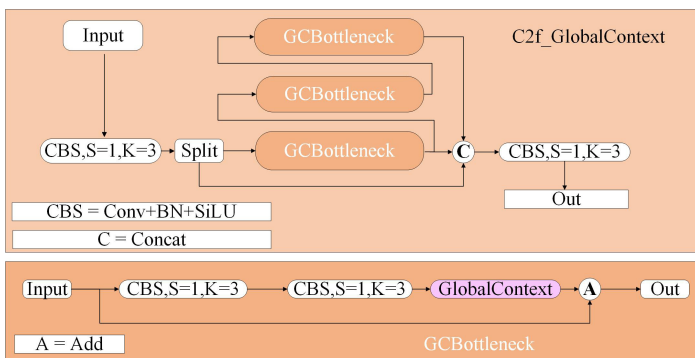 Input
GCBottleneck
C2f_GlobalContext
GCBottleneck
CBS,S=1,K=3
Split
GCBottleneck
C
CBS,S=1,K=3
Out
CBS = Conv+BN+SiLU
C = Concat
Input
CBS,S=1,K=3
CBS,S=1,K=3
GlobalContext
A
Out
A = Add
GCBottleneck